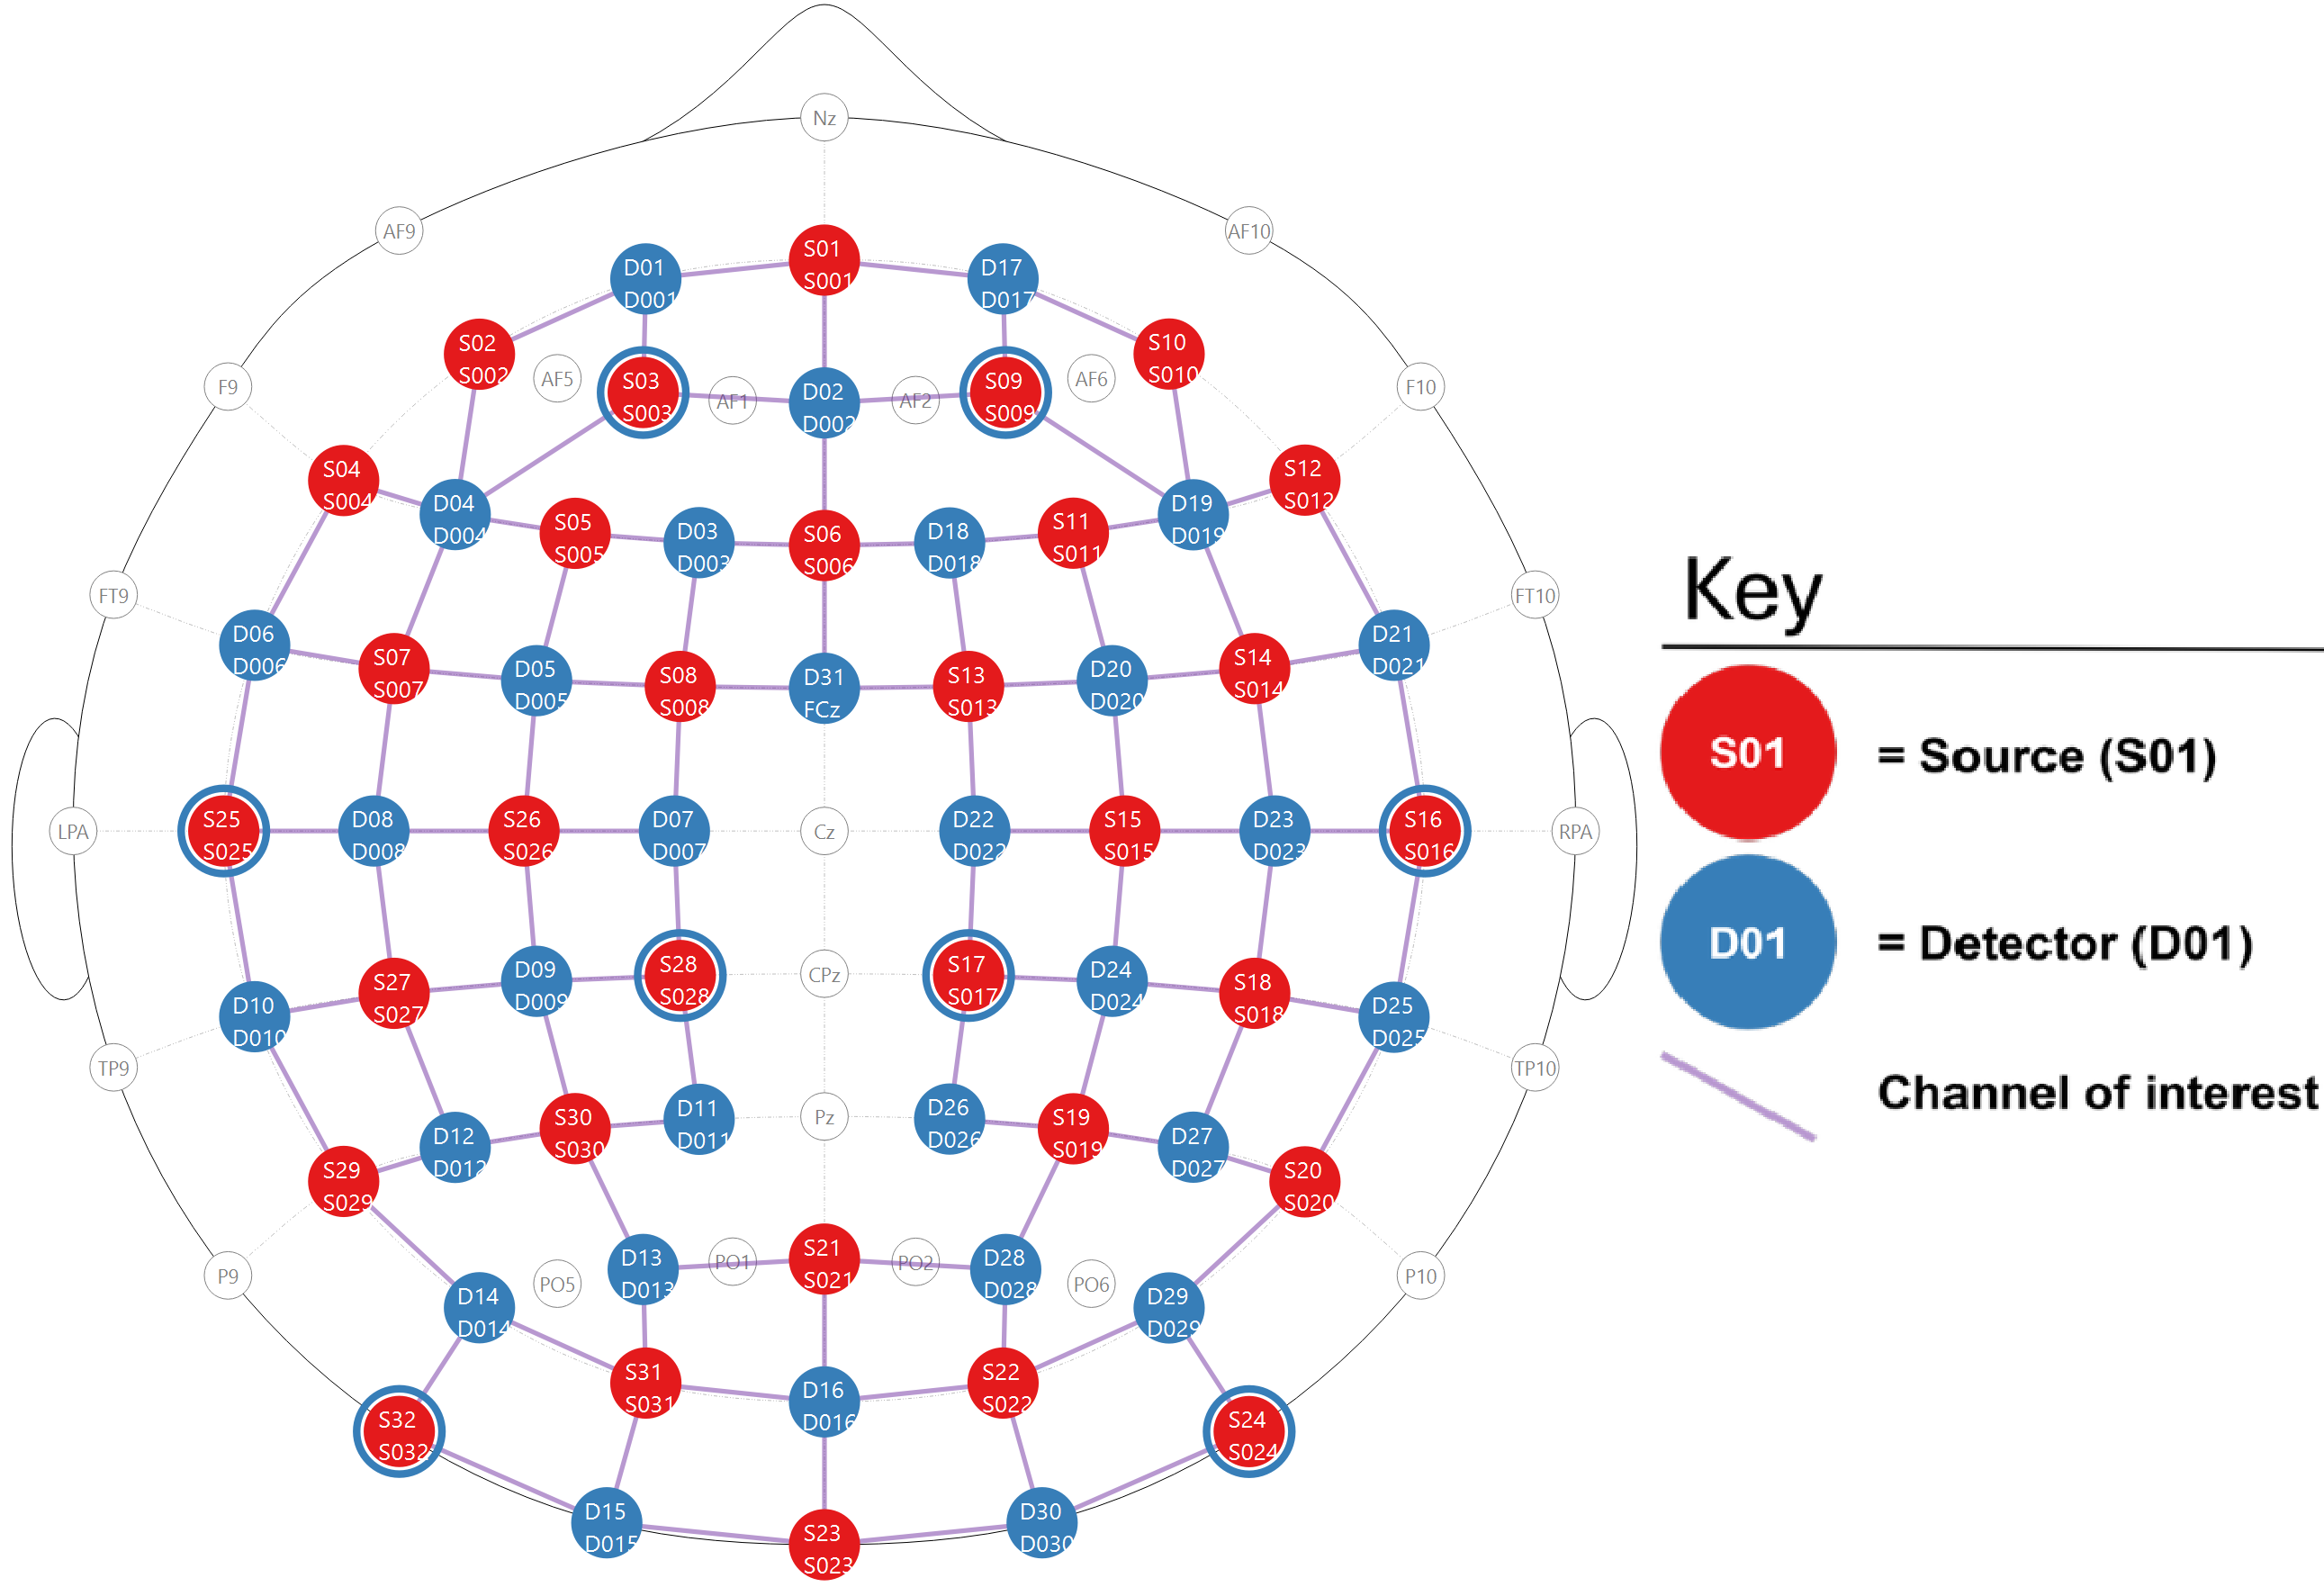 Nz
AF9
AF10
S01
S001
D01
D001
D17
D017
S02
S002
S10
S010
AF5
S03
S003
AF1
D02
D002
AF2
S09
S009
AF6
F9
F10
S04
S004
S12
S012
D04
D004
S05
S005
D03
D003
S06
S006
D18
D018
S11
S011
D19
D019
FT9
FT10
D06
D006
S07
S007
D05
D005
S08
S008
D31
FCz
S13
S013
D20
D020
S14
S014
D21
D021
LPA
S25
S025
D08
D008
S26
S026
D07
D007
Cz
D22
D022
S15
S015
D23
D023
S16
S016
RPA
D10
D010
S27
S027
D09
D009
S28
S028
CPz
S17
S017
D24
D024
S18
S018
D25
D025
TP9
TP10
S29
S029
D12
D012
S30
S030
D11
D011
Pz
D26
D026
S19
S019
D27
D027
S20
S020
P9
P10
D14
D014
PO5
D13
D013
PO1
S21
S021
PO2
D28
D028
PO6
D29
D029
S32
S032
S31
S031
D16
D016
S22
S022
S24
S024
D15
D015
S23
S023
D30
D030
Key
S01 = Source (S01)
D01 = Detector (D01)
Channel of interest